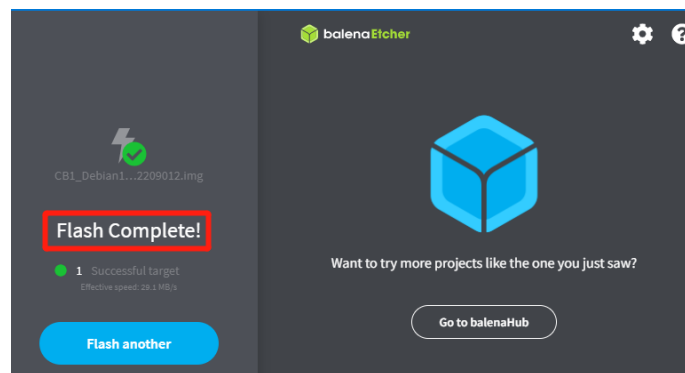 balenaEtcher
CB1_Debian1...2209012.img
Flash Complete!
1 Successful target
Effective speed: 29.1 MB/s
Flash another
Want to try more projects like the one you just saw?
Go to balenaHub